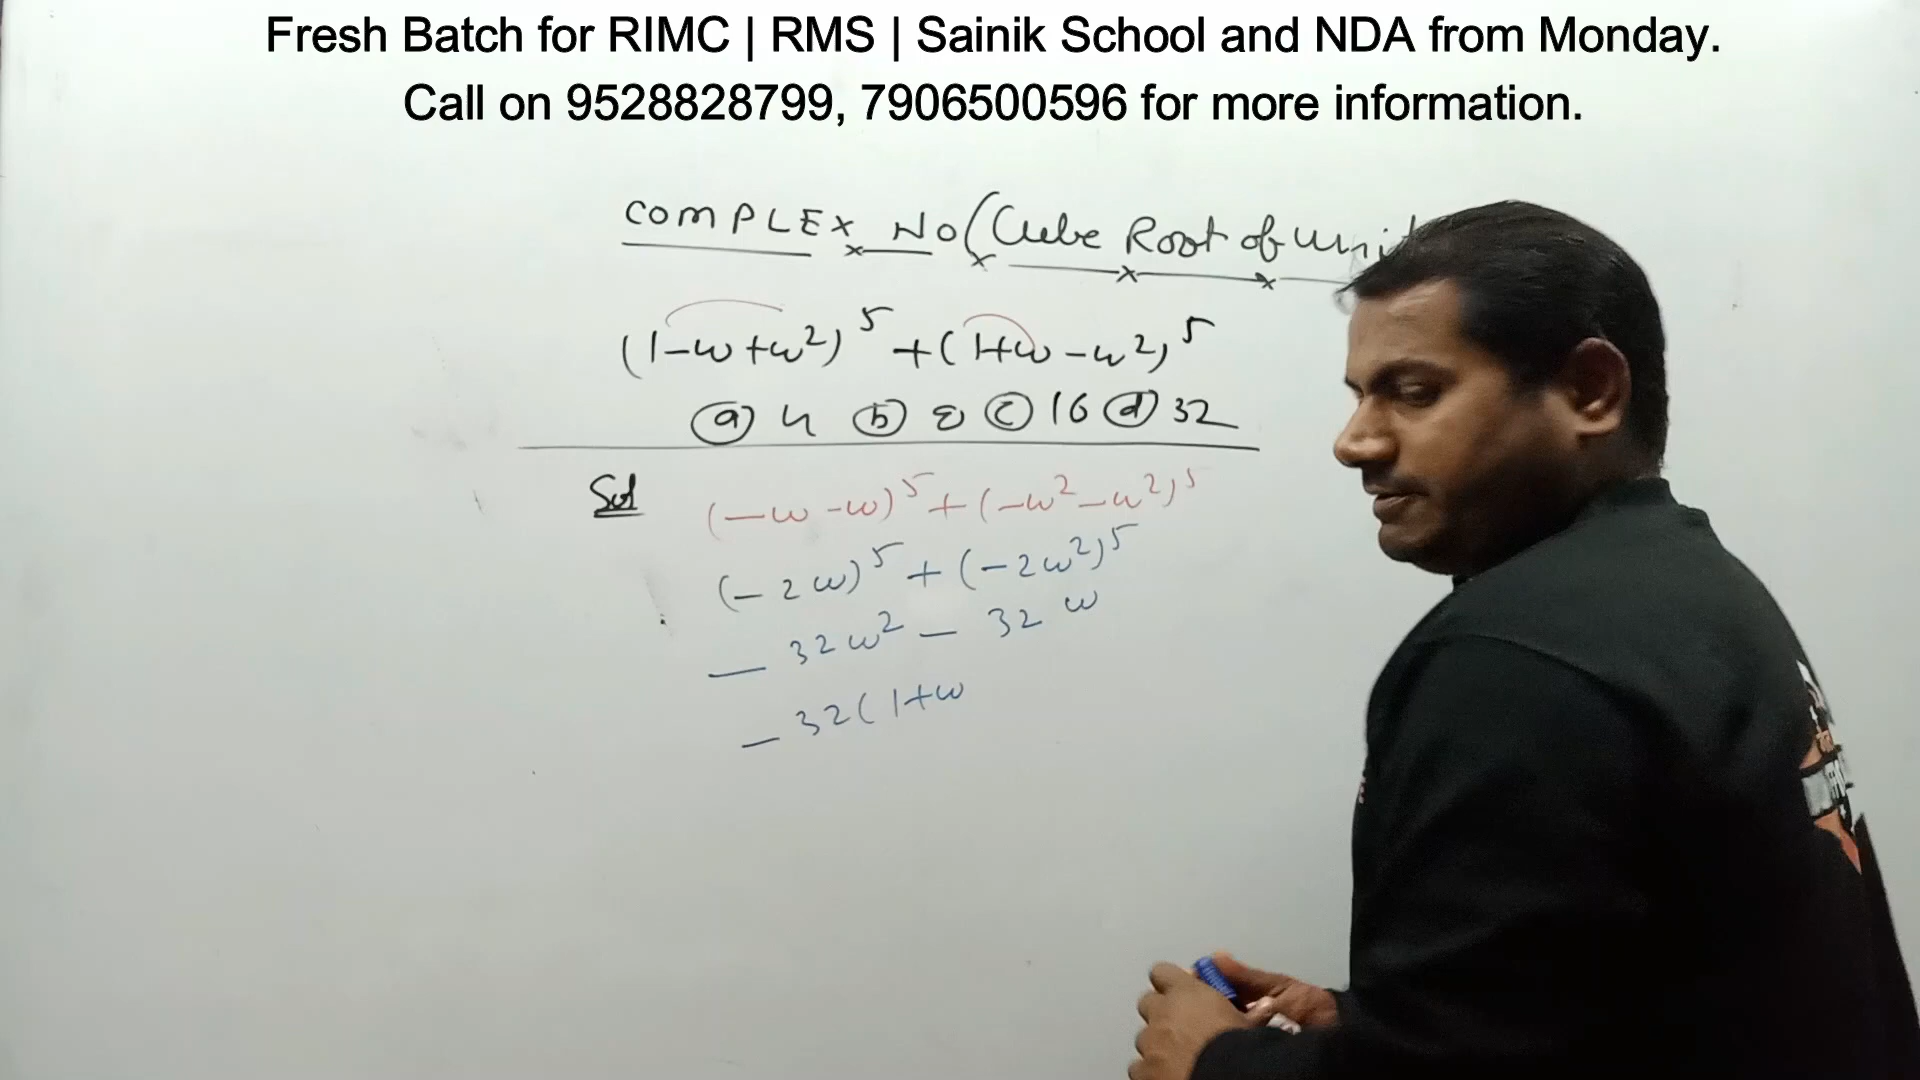 Fresh Batch for RIMC | RMS | Sainik School and NDA from Monday.
Call on 9528828799, 7906500596 for more information.
COMPLEX NO (Cube Root of Unit
(1-ω+ω²)⁵ + (1+ω-ω²)⁵
(a) 4 (b) 8 (c) 16 (d) 32
Sol
(-ω-ω)⁵ + (-ω²-ω²)⁵
(-2ω)⁵ + (-2ω²)⁵
- 32ω² - 32 ω
- 32(1+ω